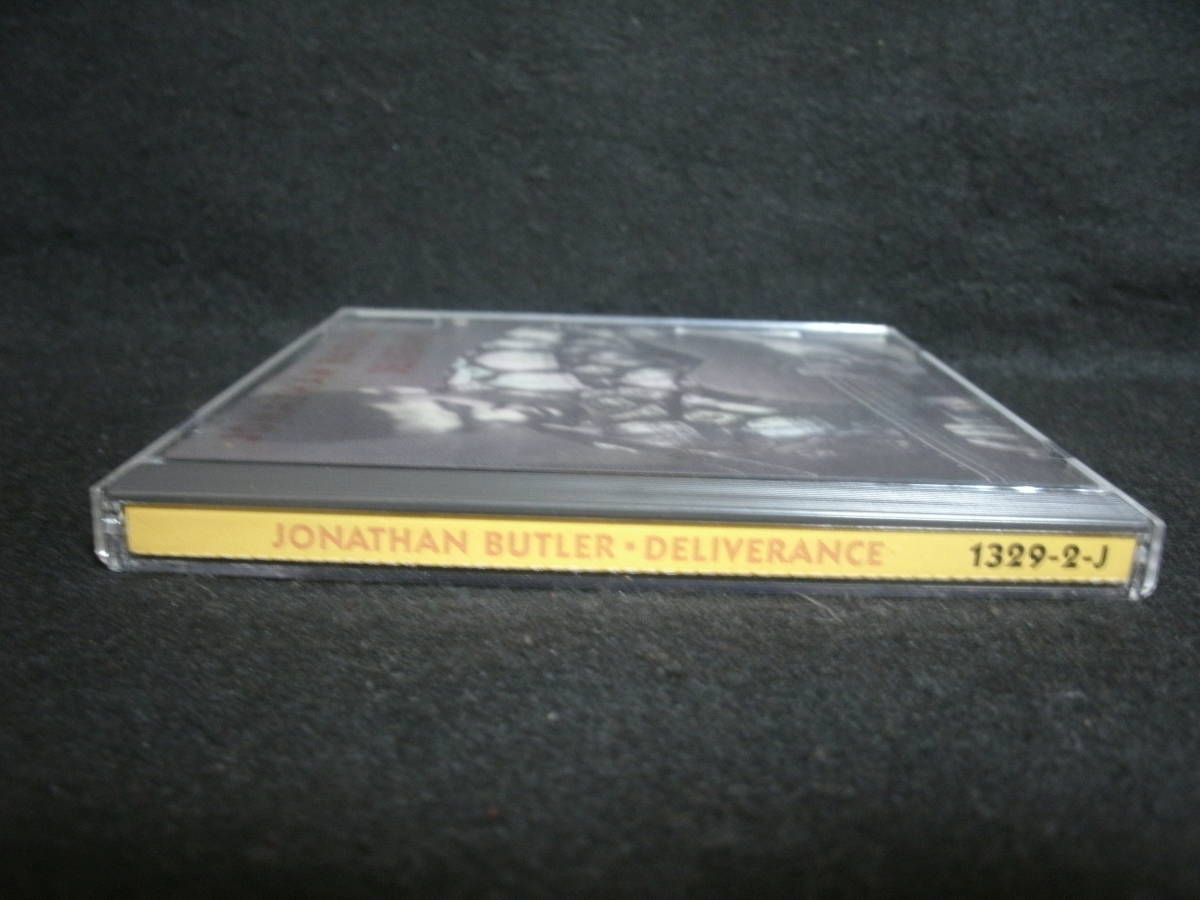 JONATHAN BUTLER • DELIVERANCE 1329-2-J